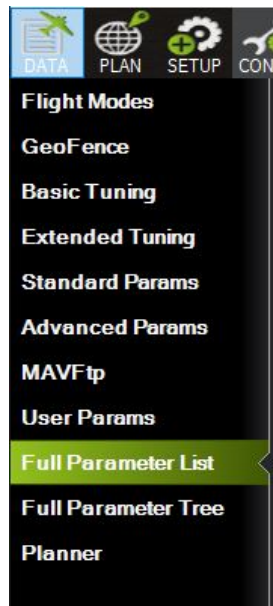 DATA PLAN SETUP CON
Flight Modes
GeoFence
Basic Tuning
Extended Tuning
Standard Params
Advanced Params
MAVFtp
User Params
Full Parameter List
Full Parameter Tree
Planner